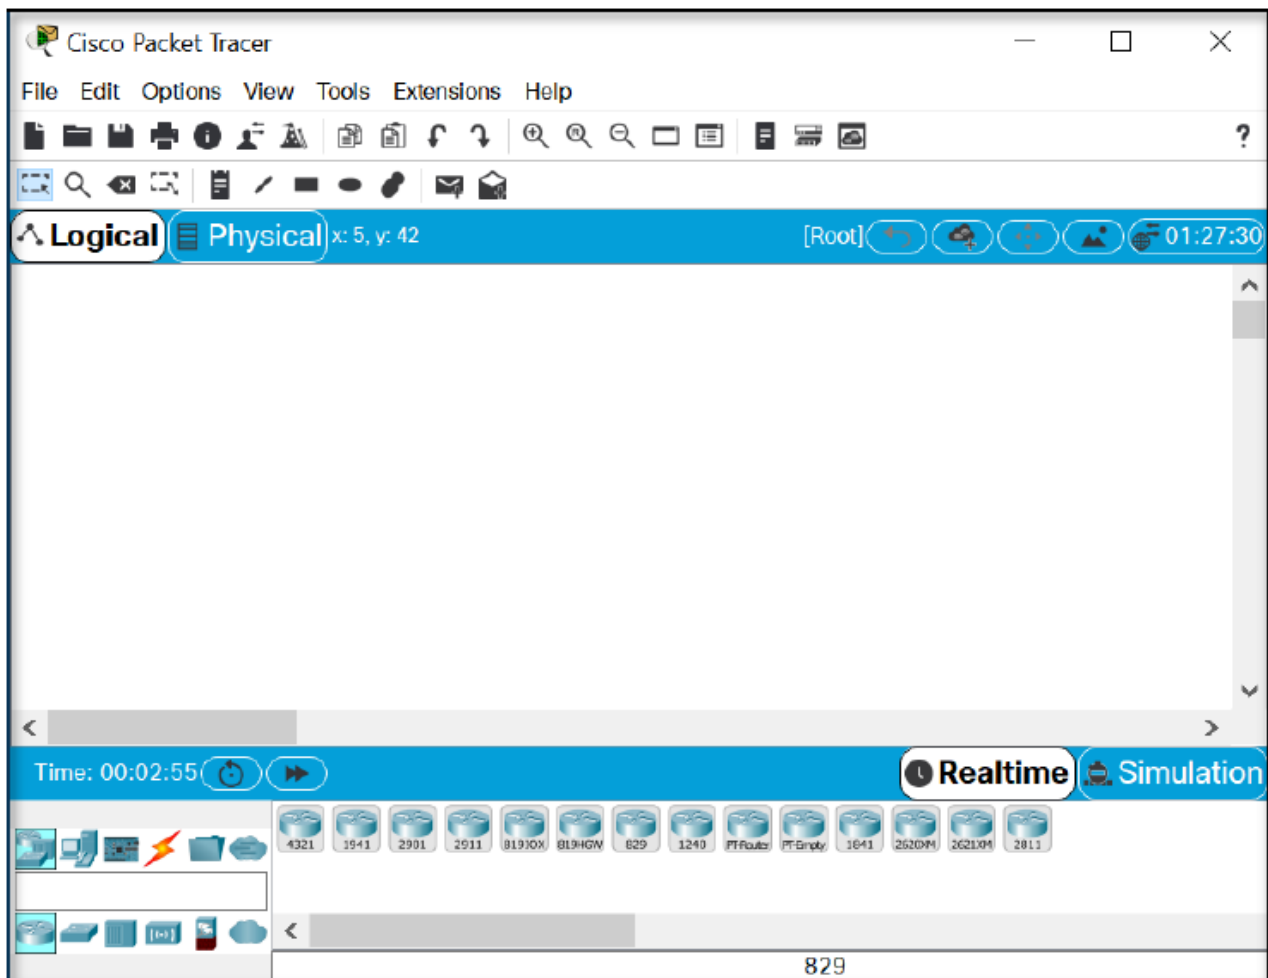 Cisco Packet Tracer
File Edit Options View Tools Extensions Help
?
Logical Physical x: 5, y: 42 [Root] 01:27:30
Time: 00:02:55 Realtime Simulation
4321 1941 2901 2911 819IOX 819HGW 829 1240 PT-Router PT-Empty 1841 2620XM 2621XM 2811
829